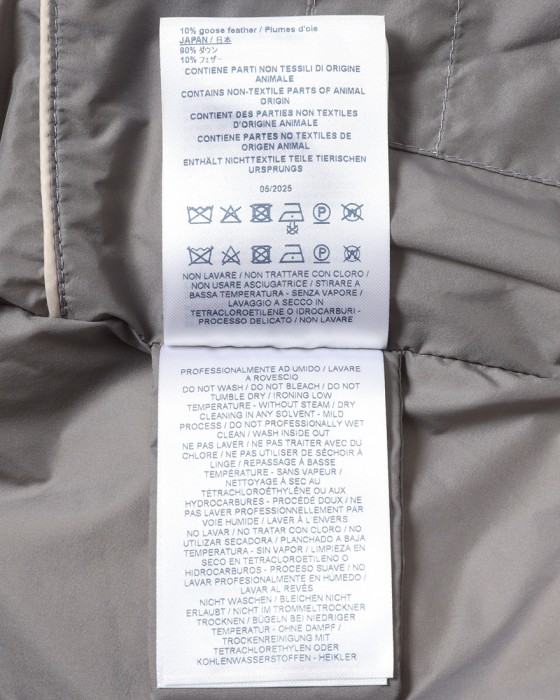 10% goose feather / Plumes d'oie
JAPAN / 日本
90% ダウン
10% フェザー
CONTIENE PARTI NON TESSILI DI ORIGINE
ANIMALE
CONTAINS NON-TEXTILE PARTS OF ANIMAL
ORIGIN
CONTIENT DES PARTIES NON TEXTILES
D'ORIGINE ANIMALE
CONTIENE PARTES NO TEXTILES DE
ORIGEN ANIMAL
ENTHÄLT NICHTTEXTILE TEILE TIERISCHEN
URSPRUNGS
05/2025
P
P
NON LAVARE / NON TRATTARE CON CLORO /
NON USARE ASCIUGATRICE / STIRARE A
BASSA TEMPERATURA - SENZA VAPORE /
LAVAGGIO A SECCO IN
TETRACLOROETILENE O IDROCARBURI -
PROCESSO DELICATO / NON LAVARE
PROFESSIONALMENTE AD UMIDO / LAVARE
A ROVESCIO
DO NOT WASH / DO NOT BLEACH / DO NOT
TUMBLE DRY / IRONING LOW
TEMPERATURE - WITHOUT STEAM / DRY
CLEANING IN ANY SOLVENT - MILD
PROCESS / DO NOT PROFESSIONALLY WET
CLEAN / WASH INSIDE OUT
NE PAS LAVER / NE PAS TRAITER AVEC DU
CHLORE / NE PAS UTILISER DE SÉCHOIR À
LINGE / REPASSAGE À BASSE
TEMPÉRATURE - SANS VAPEUR /
NETTOYAGE À SEC AU
TÉTRACHLOROÉTHYLÈNE OU AUX
HYDROCARBURES - PROCÉDÉ DOUX / NE
PAS LAVER PROFESSIONNELLEMENT PAR
VOIE HUMIDE / LAVER À L'ENVERS
NO LAVAR / NO TRATAR CON CLORO / NO
UTILIZAR SECADORA / PLANCHADO A BAJA
TEMPERATURA - SIN VAPOR / LIMPIEZA EN
SECO EN TETRACLOROETILENO O
HIDROCARBUROS - PROCESO SUAVE / NO
LAVAR PROFESIONALMENTE EN HÚMEDO /
LAVAR AL REVÉS
NICHT WASCHEN / BLEICHEN NICHT
ERLAUBT / NICHT IM TROMMELTROCKNER
TROCKNEN / BÜGELN BEI NIEDRIGER
TEMPERATUR - OHNE DAMPF /
TROCKENREINIGUNG MIT
TETRACHLORETHYLEN ODER
KOHLENWASSERSTOFFEN - HEIKLER